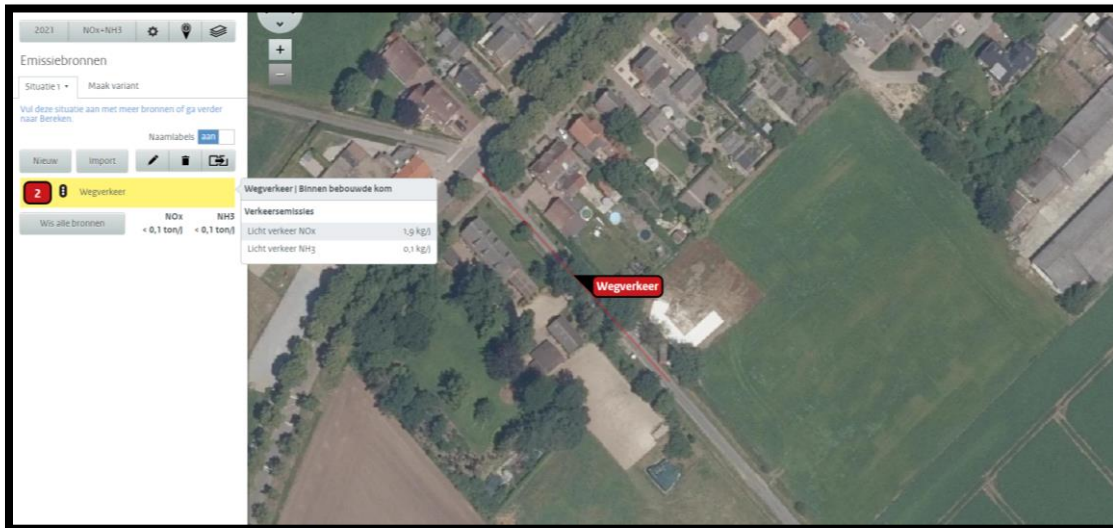 2021 NOx+NH3
Emissiebronnen
Situatie 1 Maak variant
Vul deze situatie aan met meer bronnen of ga verder
naar Bereken.
Naamlabels aan
Nieuw Import
2 Wegverkeer
Wis alle bronnen
NOx NH3
< 0,1 ton/j < 0,1 ton/j
Wegverkeer | Binnen bebouwde kom
Verkeersemissies
Licht verkeer NOx 1,9 kg/j
Licht verkeer NH3 0,1 kg/j
+
−
Wegverkeer